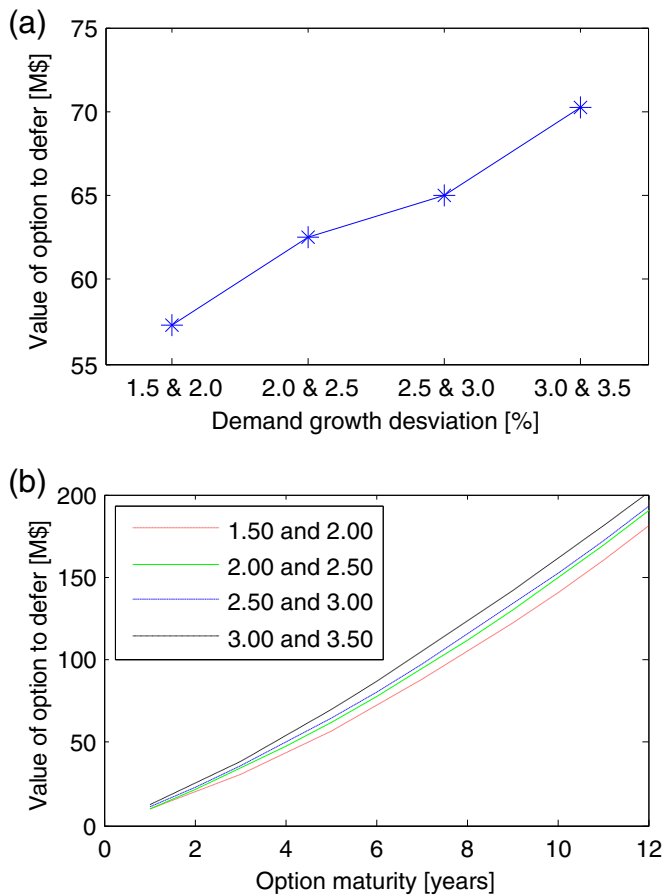 (a)
Value of option to defer [M$]
75
70
65
60
55
1.5 & 2.0 2.0 & 2.5 2.5 & 3.0 3.0 & 3.5
Demand growth desviation [%]
(b)
Value of option to defer [M$]
200
150
100
50
0
1.50 and 2.00
2.00 and 2.50
2.50 and 3.00
3.00 and 3.50
0 2 4 6 8 10 12
Option maturity [years]